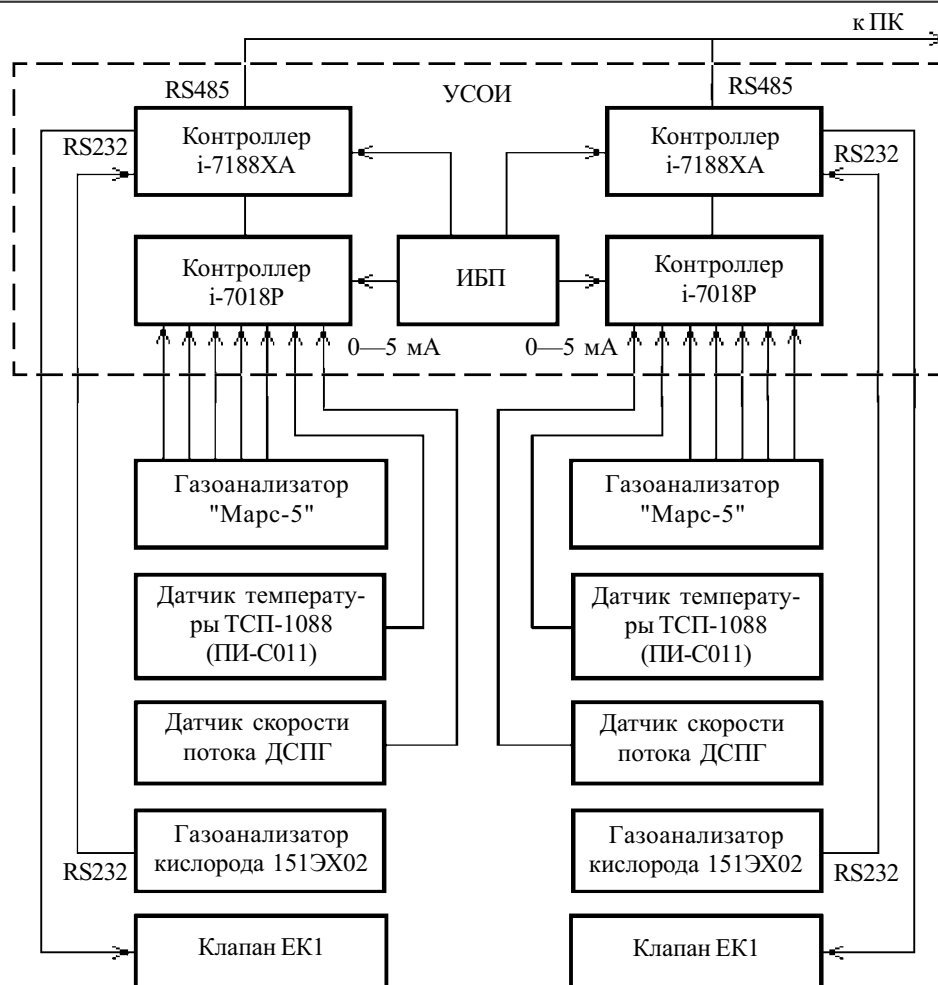 к ПК
RS485
УСОИ
RS485
RS232
Контроллер
i-7188XA
Контроллер
i-7188XA
RS232
Контроллер
i-7018P
ИБП
Контроллер
i-7018P
0—5 мА
0—5 мА
Газоанализатор
"Марс-5"
Газоанализатор
"Марс-5"
Датчик температу-
ры ТСП-1088
(ПИ-С011)
Датчик температу-
ры ТСП-1088
(ПИ-С011)
Датчик скорости
потока ДСПГ
Датчик скорости
потока ДСПГ
Газоанализатор
кислорода 151ЭХ02
Газоанализатор
кислорода 151ЭХ02
RS232
RS232
Клапан ЕК1
Клапан ЕК1